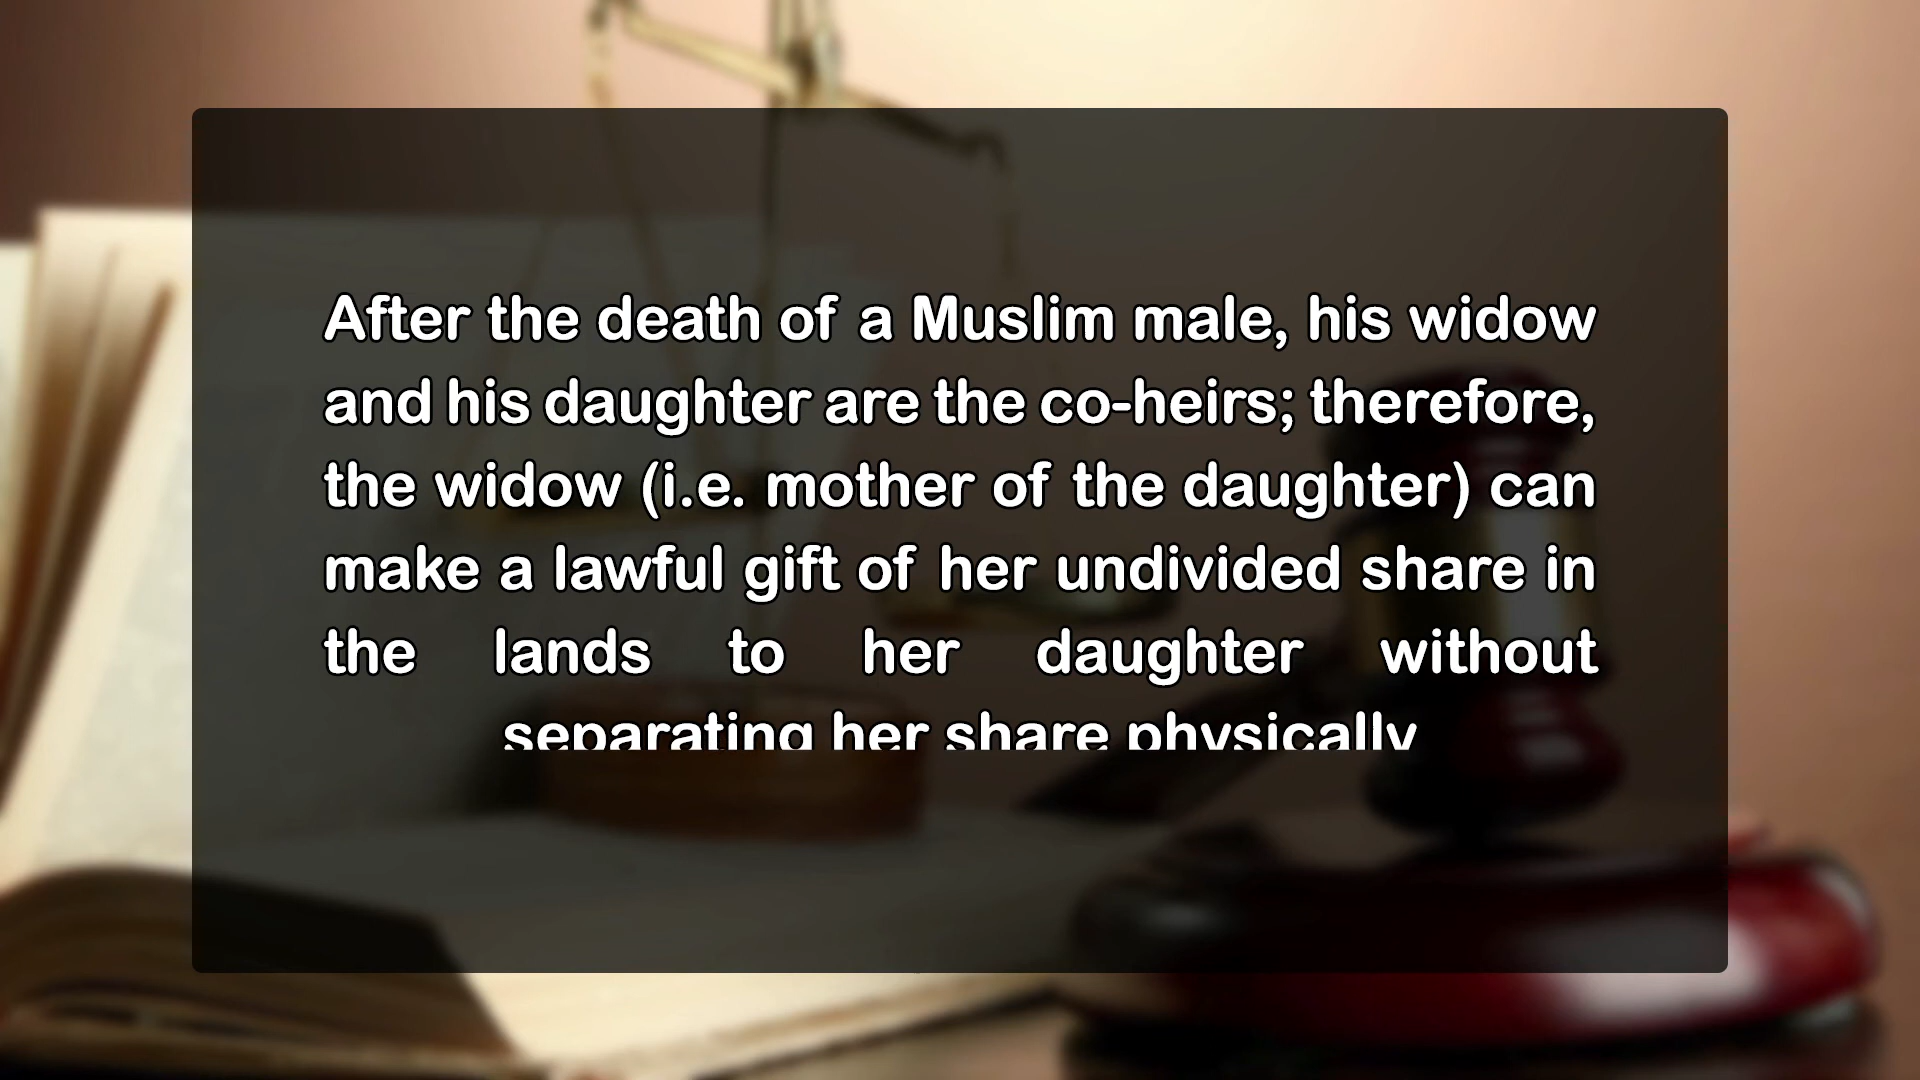 After the death of a Muslim male, his widow
and his daughter are the co-heirs; therefore,
the widow (i.e. mother of the daughter) can
make a lawful gift of her undivided share in
the lands to her daughter without
separating her share physically